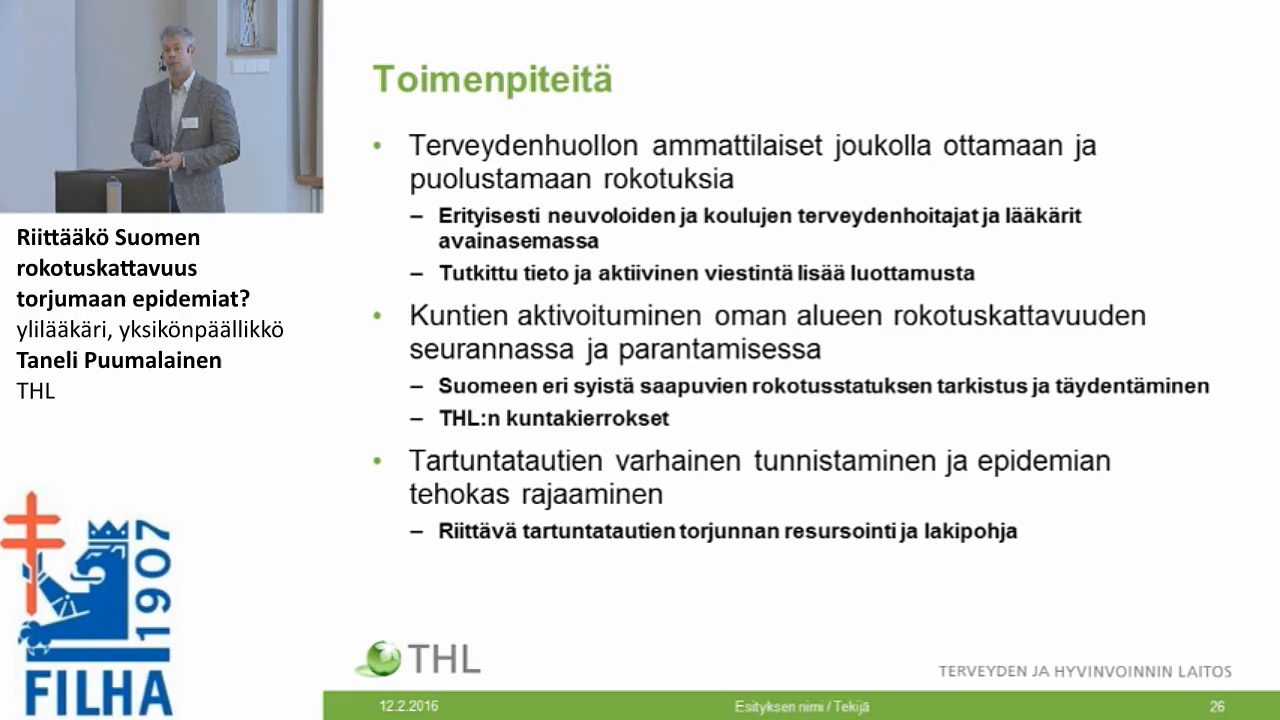 Riittääkö Suomen
rokotuskattavuus
torjumaan epidemiat?
ylilääkäri, yksikönpäällikkö
Taneli Puumalainen
THL
1907
FILHA
Toimenpiteitä
• Terveydenhuollon ammattilaiset joukolla ottamaan ja
puolustamaan rokotuksia
– Erityisesti neuvoloiden ja koulujen terveydenhoitajat ja lääkärit
avainasemassa
– Tutkittu tieto ja aktiivinen viestintä lisää luottamusta
• Kuntien aktivoituminen oman alueen rokotuskattavuuden
seurannassa ja parantamisessa
– Suomeen eri syistä saapuvien rokotusstatuksen tarkistus ja täydentäminen
– THL:n kuntakierrokset
• Tartuntatautien varhainen tunnistaminen ja epidemian
tehokas rajaaminen
– Riittävä tartuntatautien torjunnan resursointi ja lakipohja
THL
TERVEYDEN JA HYVINVOINNIN LAITOS
12.2.2016 Esityksen nimi / Tekijä 26